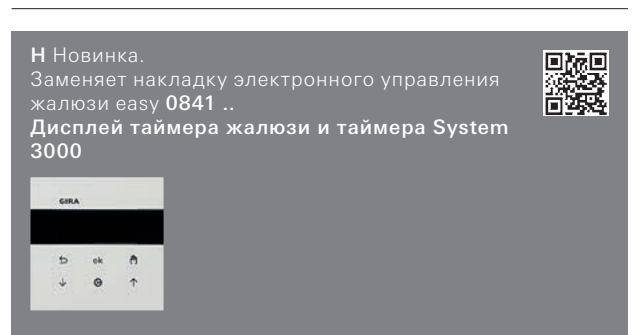 Н Новинка.
Заменяет накладку электронного управления
жалюзи easy 0841 ..
Дисплей таймера жалюзи и таймера System
3000
GIRA
ok